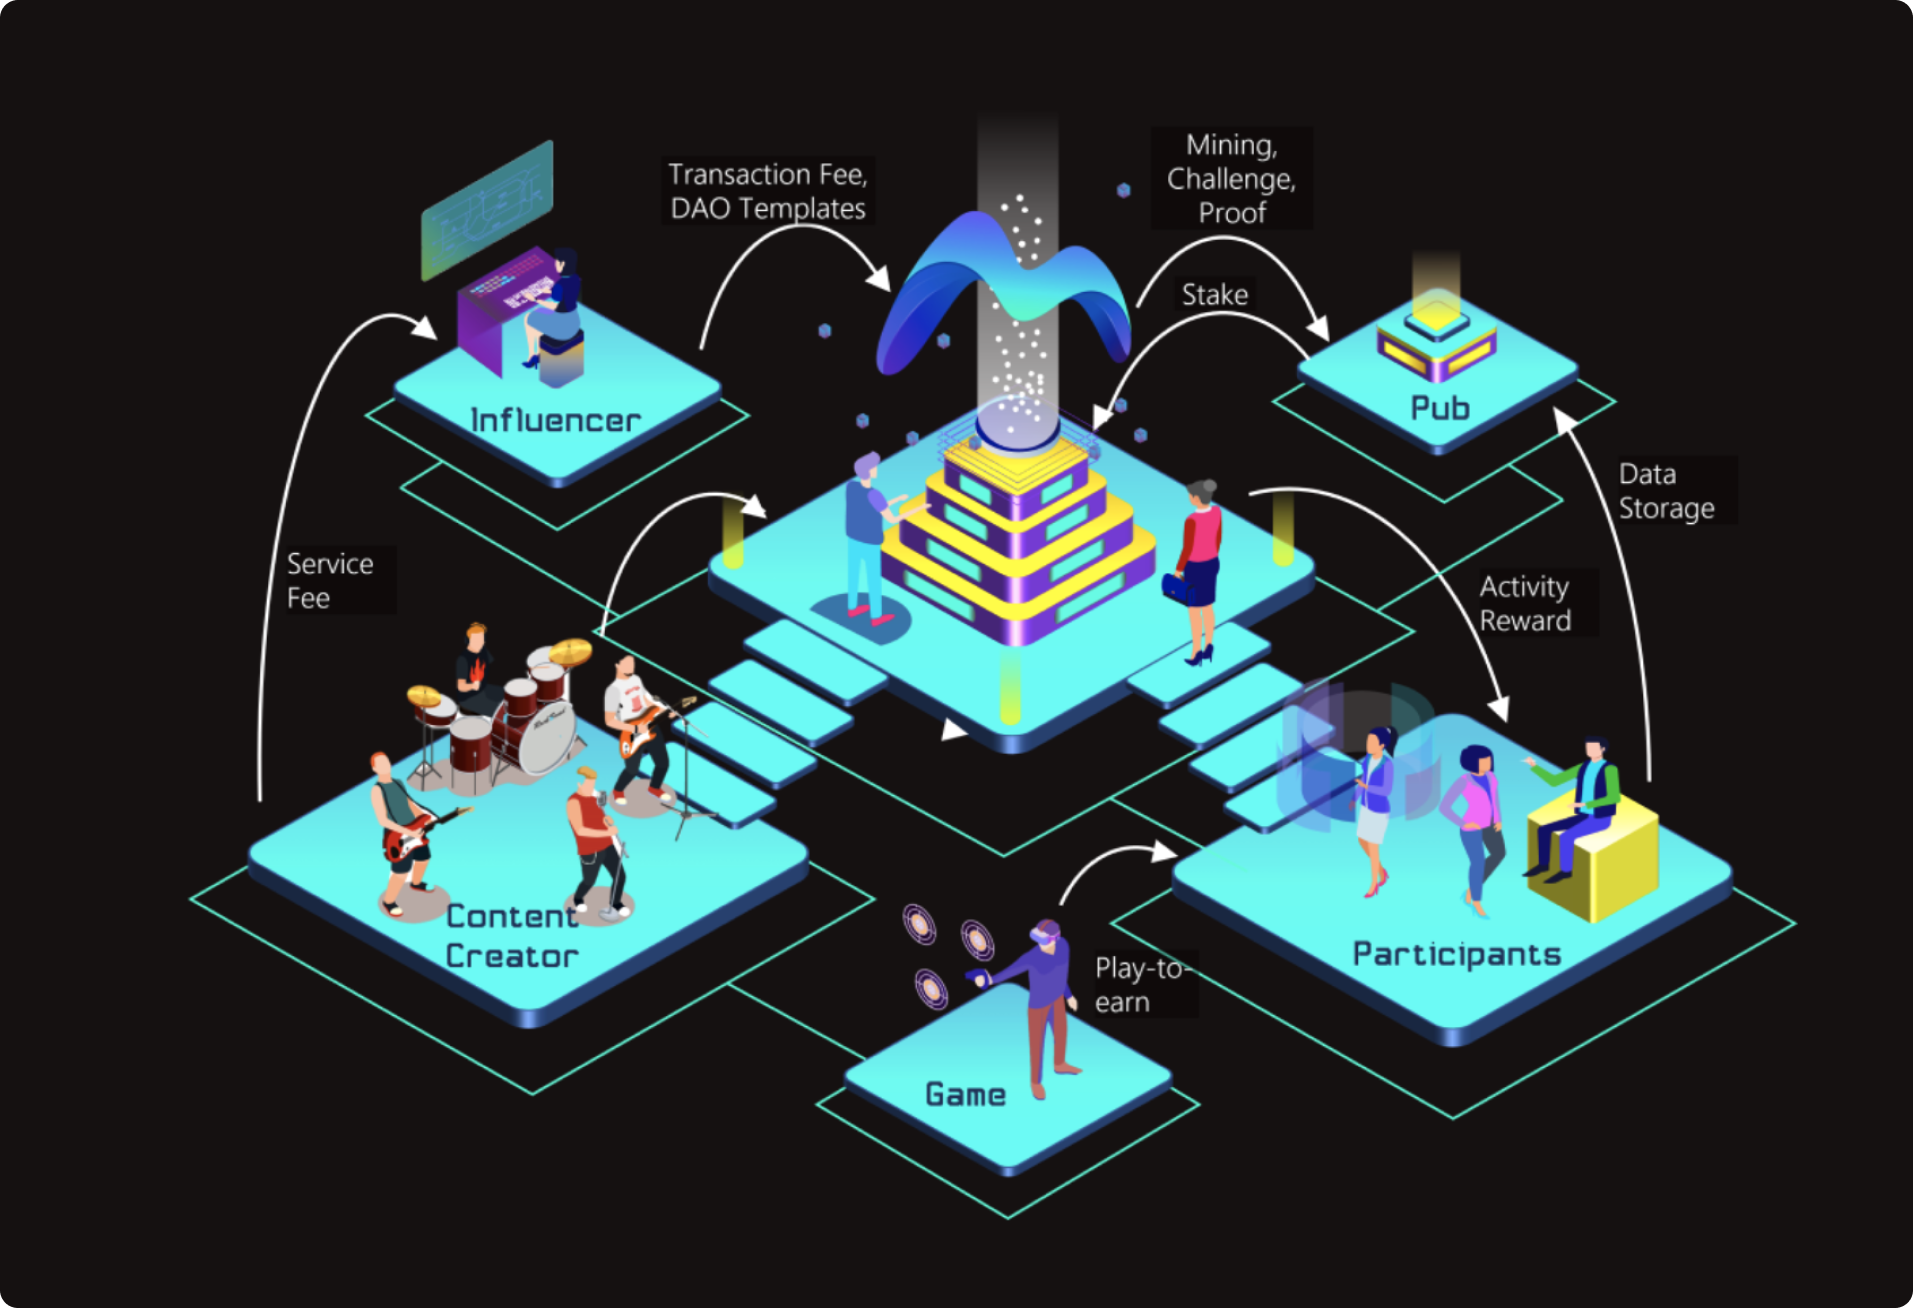 Mining,
Challenge,
Proof
Transaction Fee,
DAO Templates
Stake
Pub
Influencer
Data
Storage
Service
Fee
Activity
Reward
Content
Creator
Participants
Play-to-
earn
Game